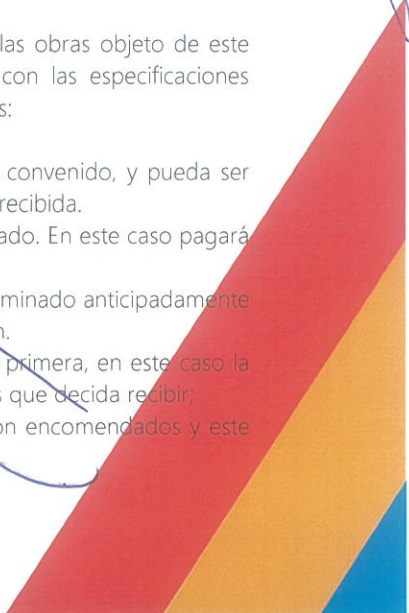 las obras objeto de este
con las especificaciones
s:
convenido, y pueda ser
recibida.
ado. En este caso pagará
minado anticipadamente
n.
primera, en este caso la
s que decida recibir;
on encomendados y este